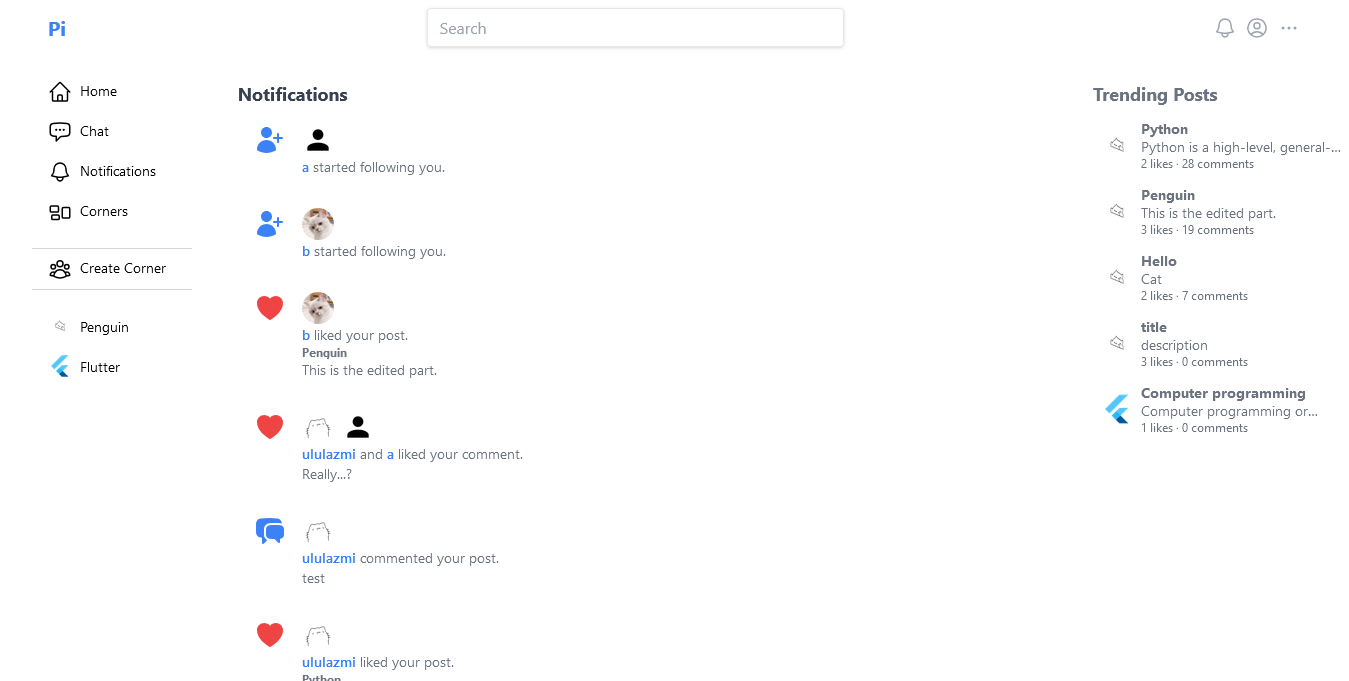 Pi
Search
Home
Chat
Notifications
Corners
Create Corner
Penguin
Flutter
Notifications
a started following you.
b started following you.
b liked your post.
Penguin
This is the edited part.
ululazmi and a liked your comment.
Really...?
ululazmi commented your post.
test
ululazmi liked your post.
Python
Trending Posts
Python
Python is a high-level, general-...
2 likes · 28 comments
Penguin
This is the edited part.
3 likes · 19 comments
Hello
Cat
2 likes · 7 comments
title
description
3 likes · 0 comments
Computer programming
Computer programming or...
1 likes · 0 comments